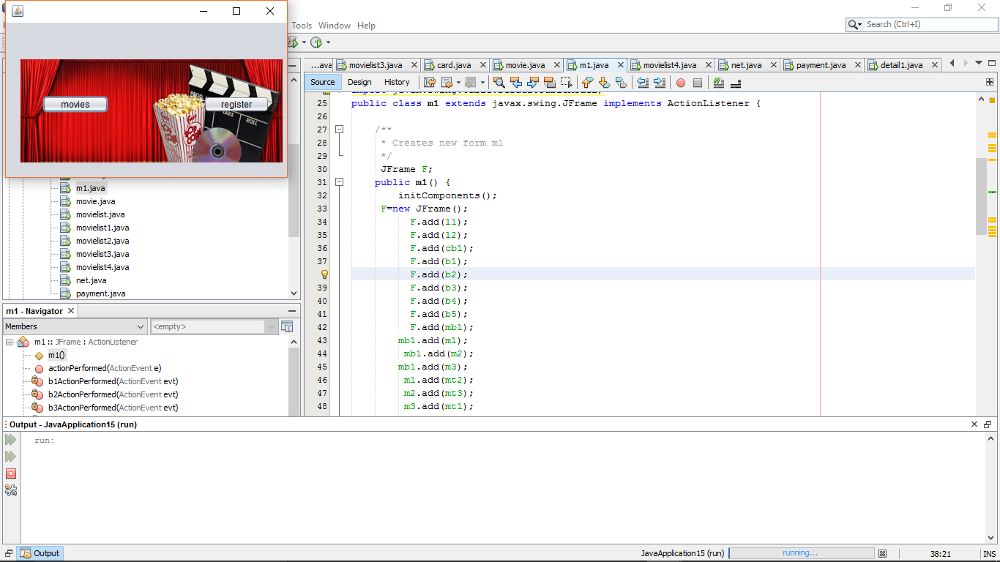 movies
register
TAKE
ROLL
Tools Window Help
Search (Ctrl+I)
...ava movielist3.java card.java movie.java m1.java movielist4.java net.java payment.java detail1.java
Source Design History
25 public class m1 extends javax.swing.JFrame implements ActionListener {
26
27 /**
28 * Creates new form m1
29 */
30 JFrame F;
31 public m1() {
32 initComponents();
33 F=new JFrame();
34 F.add(l1);
35 F.add(l2);
36 F.add(cb1);
37 F.add(b1);
F.add(b2);
39 F.add(b3);
40 F.add(b4);
41 F.add(b5);
42 F.add(mb1);
43 mb1.add(m1);
44 mb1.add(m2);
45 mb1.add(m3);
46 m1.add(mt2);
47 m2.add(mt3);
48 m3.add(mt1);
m1.java
movie.java
movielist.java
movielist1.java
movielist2.java
movielist3.java
movielist4.java
net.java
payment.java
m1 - Navigator
Members <empty>
m1 :: JFrame : ActionListener
m1()
actionPerformed(ActionEvent e)
b1ActionPerformed(ActionEvent evt)
b2ActionPerformed(ActionEvent evt)
b3ActionPerformed(ActionEvent evt)
Output - JavaApplication15 (run)
run:
Output
JavaApplication15 (run) running... 38:21 INS